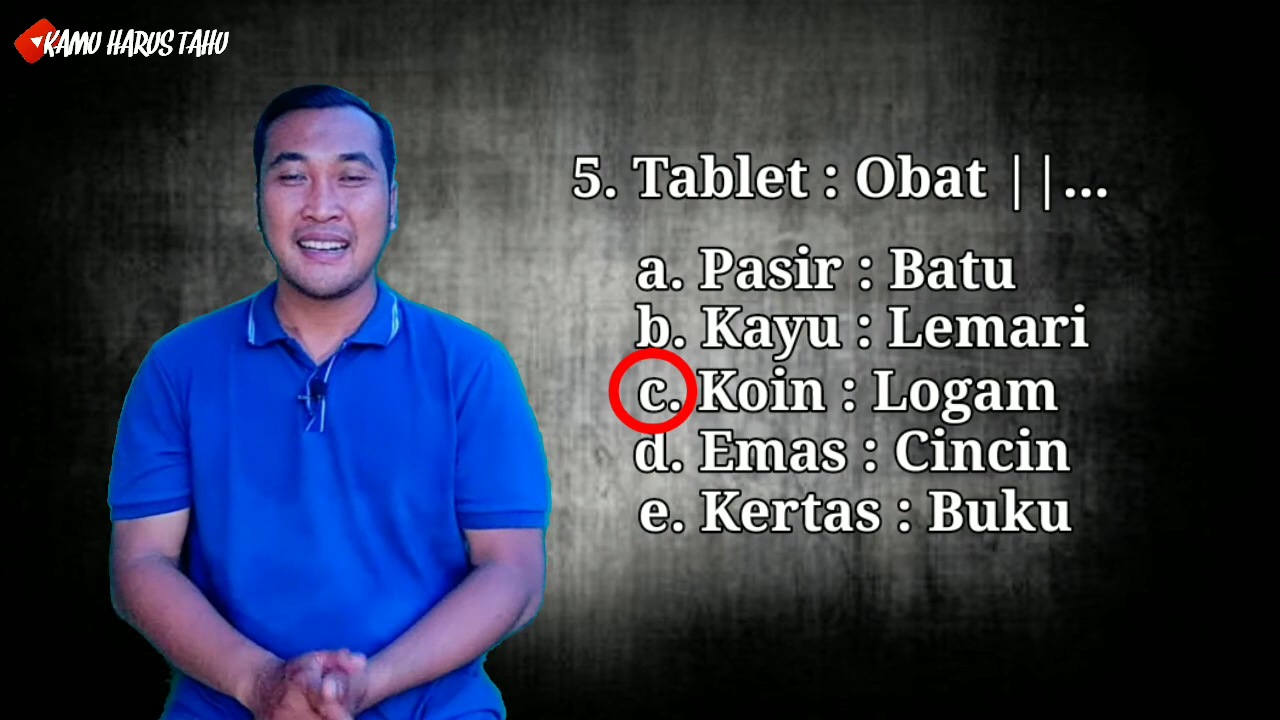 KAMU HARUS TAHU
5. Tablet : Obat ||...
a. Pasir : Batu
b. Kayu : Lemari
c. Koin : Logam
d. Emas : Cincin
e. Kertas : Buku